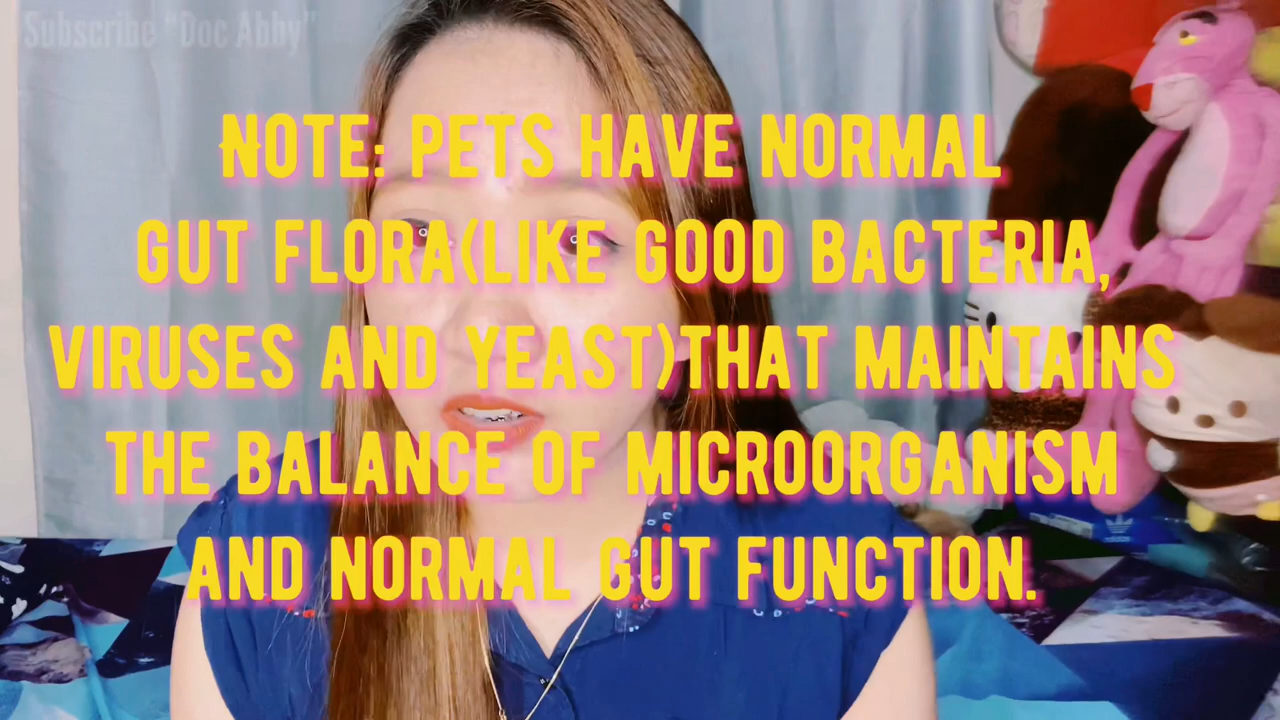 Subscribe "Doc Abby"
NOTE: PETS HAVE NORMAL
GUT FLORA(LIKE GOOD BACTERIA,
VIRUSES AND YEAST)THAT MAINTAINS
THE BALANCE OF MICROORGANISM
AND NORMAL GUT FUNCTION.